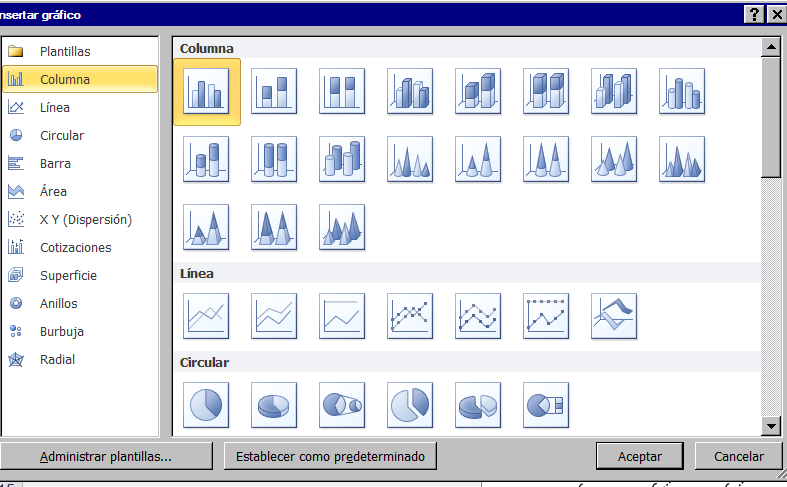 nsertar gráfico
Plantillas
Columna
Línea
Circular
Barra
Área
X Y (Dispersión)
Cotizaciones
Superficie
Anillos
Burbuja
Radial
Columna
Línea
Circular
Administrar plantillas...
Establecer como predeterminado
Aceptar
Cancelar